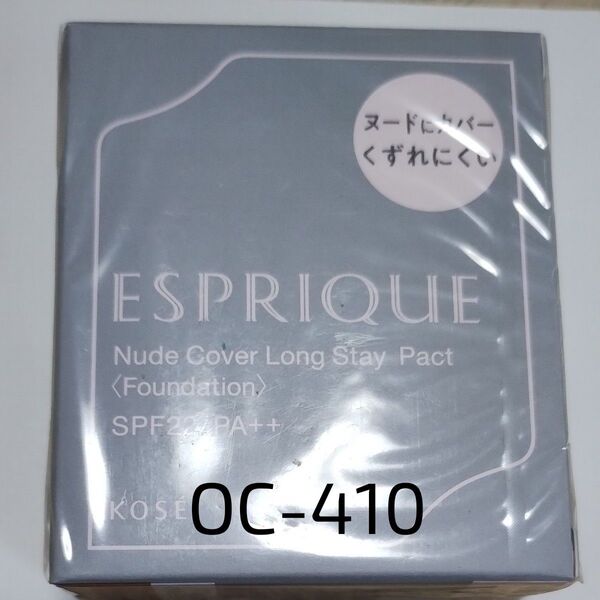 ヌードにカバー
くずれにくい
ESPRIQUE
Nude Cover Long Stay Pact
〈Foundation〉
SPF22/PA++
KOSÉ
OC-410